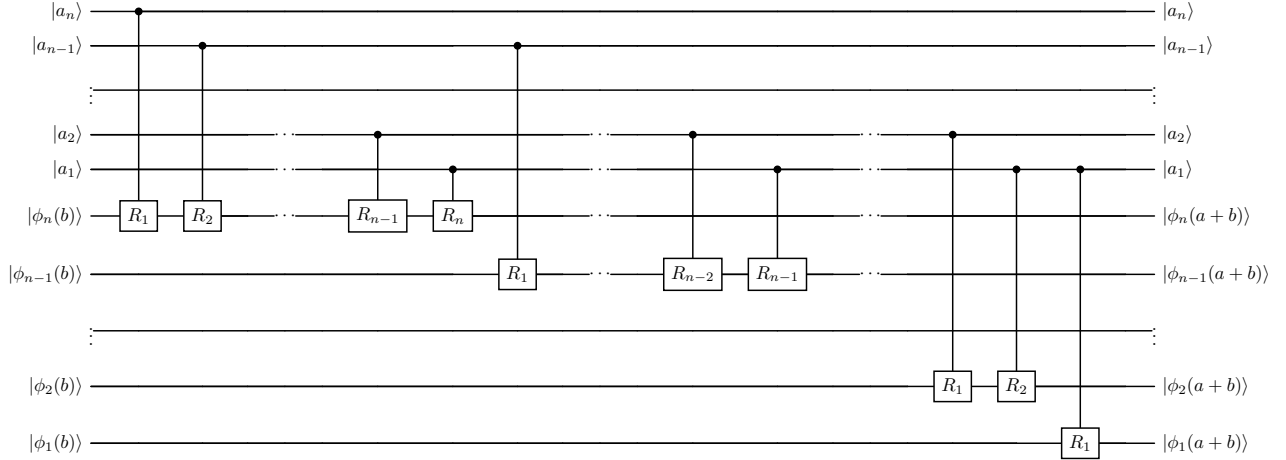 |a_n⟩ |a_n⟩
|a_{n−1}⟩ |a_{n−1}⟩
⋮ ⋮
|a_2⟩ ··· ··· ··· |a_2⟩
|a_1⟩ ··· ··· ··· |a_1⟩
|ϕ_n(b)⟩ R_1 R_2 ··· R_{n−1} R_n ··· ··· |ϕ_n(a + b)⟩
|ϕ_{n−1}(b)⟩ R_1 ··· R_{n−2} R_{n−1} ··· |ϕ_{n−1}(a + b)⟩
⋮ ⋮
|ϕ_2(b)⟩ R_1 R_2 |ϕ_2(a + b)⟩
|ϕ_1(b)⟩ R_1 |ϕ_1(a + b)⟩